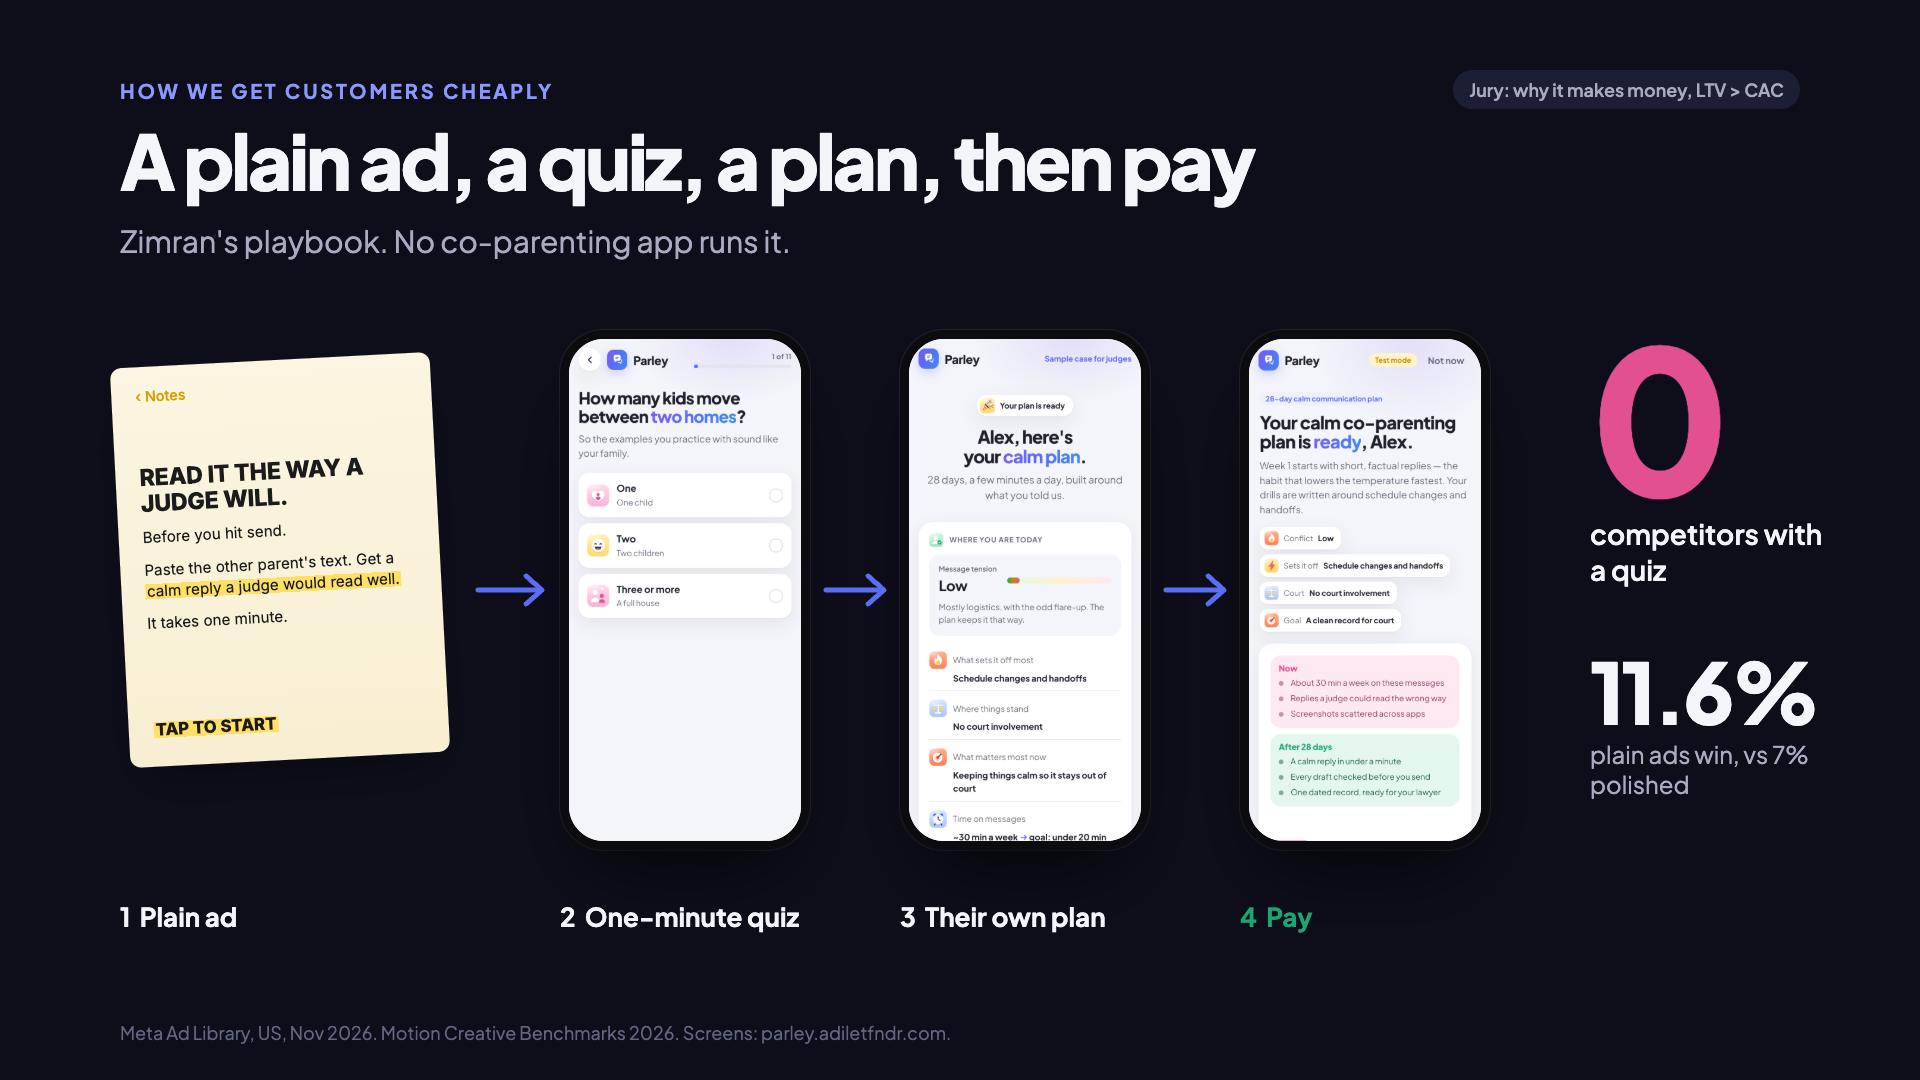 HOW WE GET CUSTOMERS CHEAPLY
Jury: why it makes money, LTV > CAC
A plain ad, a quiz, a plan, then pay
Zimran's playbook. No co-parenting app runs it.
‹ Notes
READ IT THE WAY A
JUDGE WILL.
Before you hit send.
Paste the other parent's text. Get a
calm reply a judge would read well.
It takes one minute.
TAP TO START
1 Plain ad
Parley
1 of 11
How many kids move
between two homes?
So the examples you practice with sound like
your family.
One
One child
Two
Two children
Three or more
A full house
2 One-minute quiz
Parley
Sample case for judges
Your plan is ready
Alex, here's
your calm plan.
28 days, a few minutes a day, built around
what you told us.
WHERE YOU ARE TODAY
Message tension
Low
Mostly logistics, with the odd flare-up. The
plan keeps it that way.
What sets it off most
Schedule changes and handoffs
Where things stand
No court involvement
What matters most now
Keeping things calm so it stays out of
court
Time on messages
~30 min a week → goal: under 20 min
3 Their own plan
Parley
Test mode
Not now
28-day calm communication plan
Your calm co-parenting
plan is ready, Alex.
Week 1 starts with short, factual replies — the
habit that lowers the temperature fastest. Your
drills are written around schedule changes and
handoffs.
Conflict Low
Sets it off Schedule changes and handoffs
Court No court involvement
Goal A clean record for court
Now
About 30 min a week on these messages
Replies a judge could read the wrong way
Screenshots scattered across apps
After 28 days
A calm reply in under a minute
Every draft checked before you send
One dated record, ready for your lawyer
4 Pay
0
competitors with
a quiz
11.6%
plain ads win, vs 7%
polished
Meta Ad Library, US, Nov 2026. Motion Creative Benchmarks 2026. Screens: parley.adiletfndr.com.